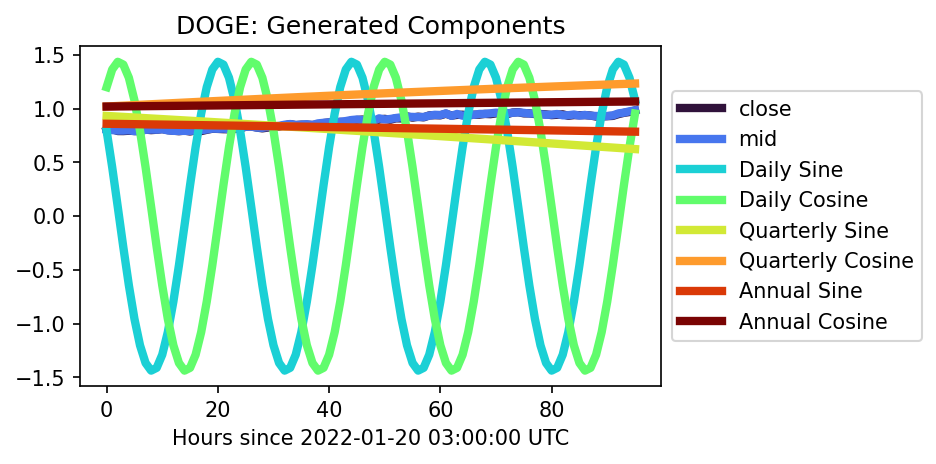 DOGE: Generated Components
1.5
1.0
0.5
0.0
−0.5
−1.0
−1.5
0
20
40
60
80
Hours since 2022-01-20 03:00:00 UTC
close
mid
Daily Sine
Daily Cosine
Quarterly Sine
Quarterly Cosine
Annual Sine
Annual Cosine